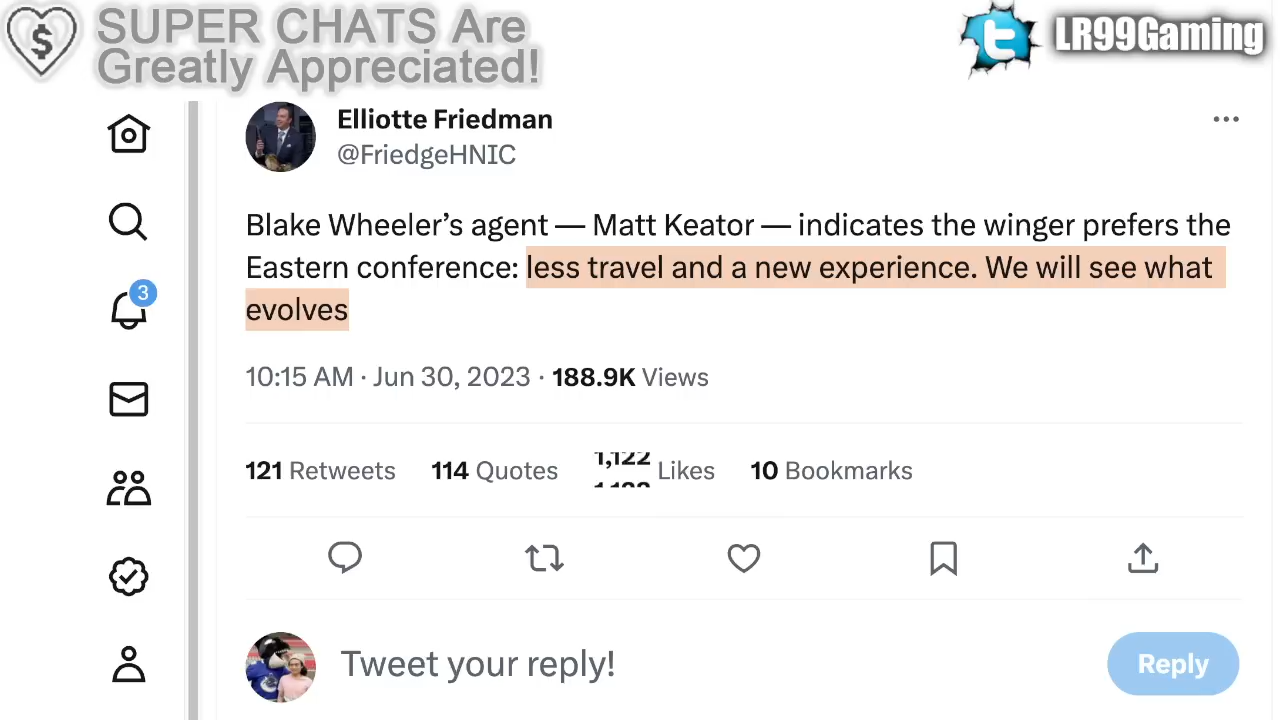 SUPER CHATS Are
Greatly Appreciated!
LR99Gaming
Elliotte Friedman
@FriedgeHNIC
Blake Wheeler’s agent — Matt Keator — indicates the winger prefers the
Eastern conference: less travel and a new experience. We will see what
evolves
10:15 AM · Jun 30, 2023 · 188.9K Views
121 Retweets 114 Quotes 1,122 Likes 10 Bookmarks
3
Tweet your reply!
Reply